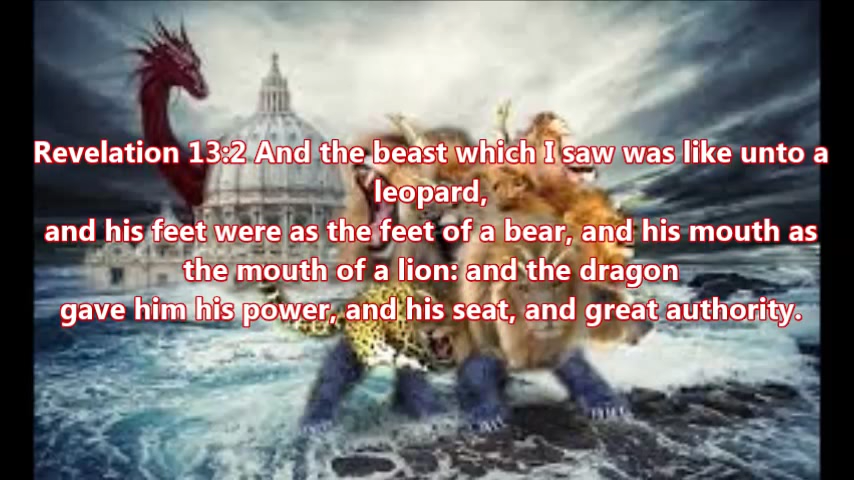 Revelation 13:2 And the beast which I saw was like unto a
leopard,
and his feet were as the feet of a bear, and his mouth as
the mouth of a lion: and the dragon
gave him his power, and his seat, and great authority.